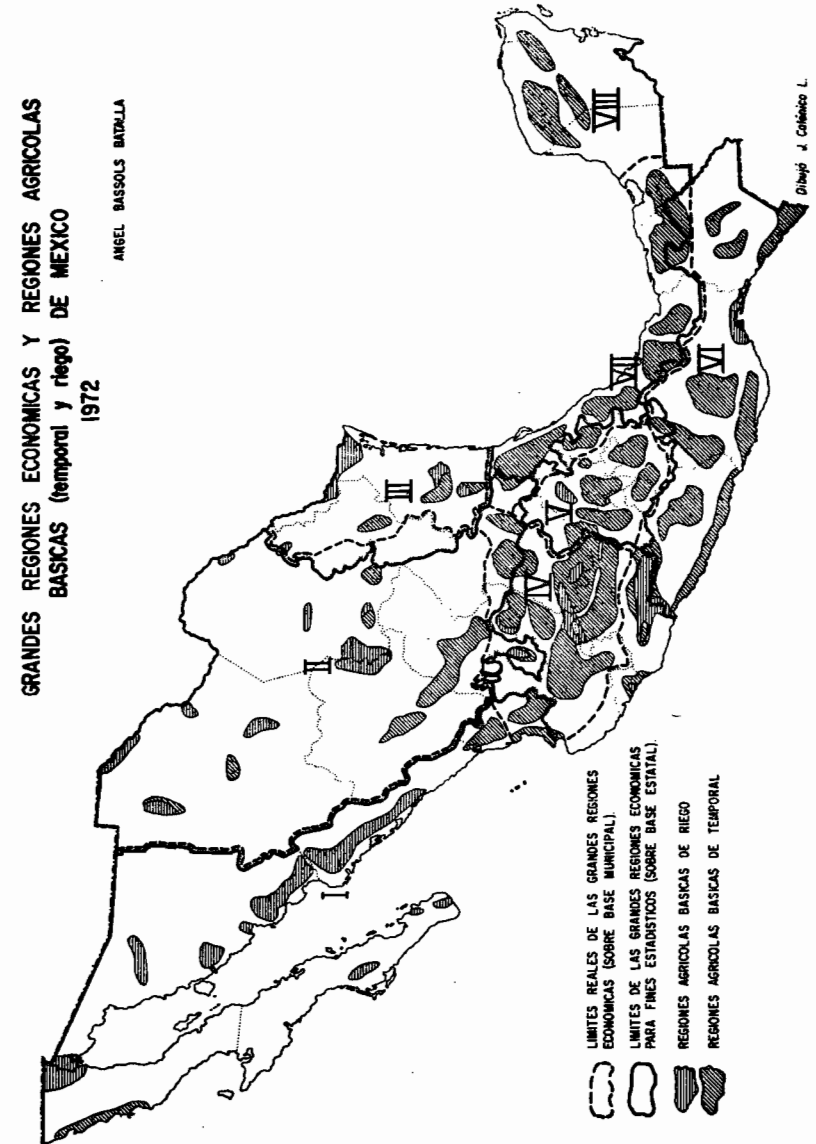 GRANDES REGIONES ECONOMICAS Y REGIONES AGRICOLAS
BASICAS (temporal y riego) DE MEXICO
1972
ANGEL BASSOLS BATALLA
I
II
III
IV
V
VI
VII
VIII
LIMITES REALES DE LAS GRANDES REGIONES
ECONOMICAS (SOBRE BASE MUNICIPAL).
LIMITES DE LAS GRANDES REGIONES ECONOMICAS
PARA FINES ESTADISTICOS (SOBRE BASE ESTATAL).
REGIONES AGRICOLAS BASICAS DE RIEGO
REGIONES AGRICOLAS BASICAS DE TEMPORAL
Dibujó J. L.